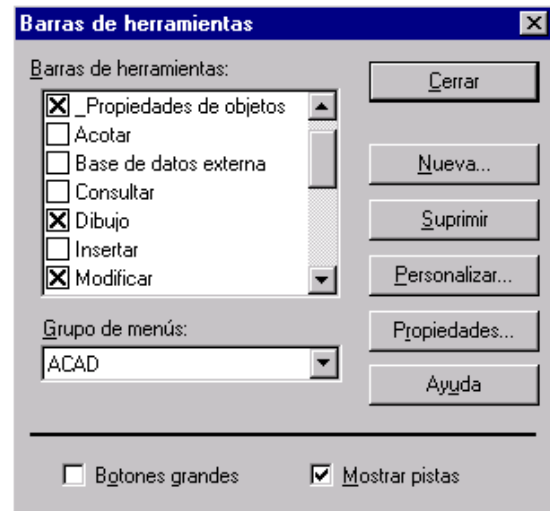 Barras de herramientas
Barras de herramientas:
_Propiedades de objetos
Acotar
Base de datos externa
Consultar
Dibujo
Insertar
Modificar
Grupo de menús:
ACAD
Cerrar
Nueva...
Suprimir
Personalizar...
Propiedades...
Ayuda
Botones grandes
Mostrar pistas